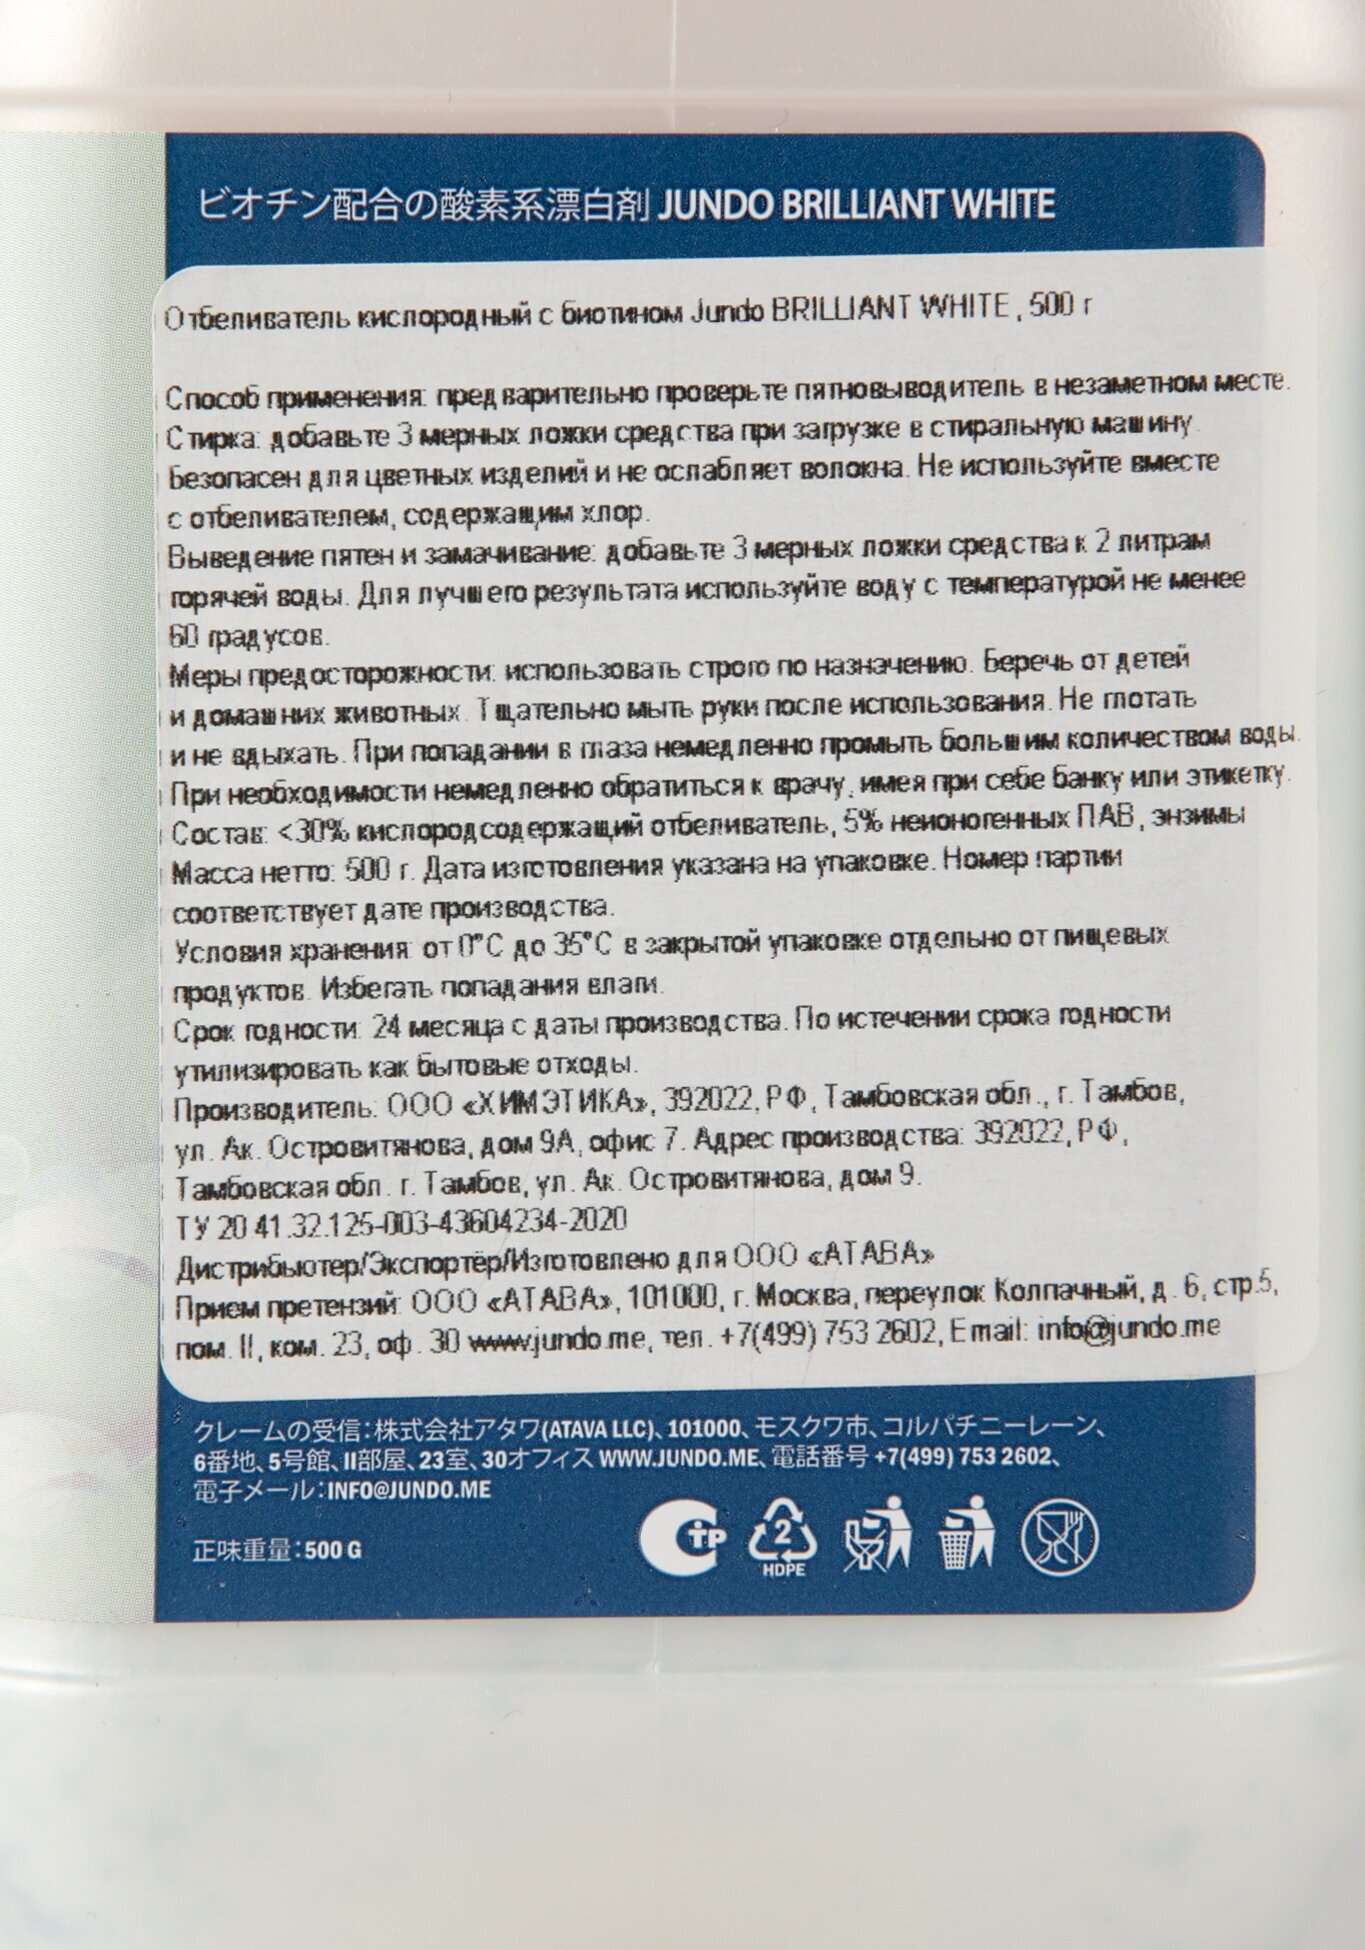 ビオチン配合の酸素系漂白剤 JUNDO BRILLIANT WHITE
Отбеливатель кислородный с биотином Jundo BRILLIANT WHITE, 500 г
Способ применения: предварительно проверьте пятновыводитель в незаметном месте.
Стирка: добавьте 3 мерных ложки средства при загрузке в стиральную машину.
Безопасен для цветных изделий и не ослабляет волокна. Не используйте вместе
с отбеливателем, содержащим хлор.
Выведение пятен и замачивание: добавьте 3 мерных ложки средства к 2 литрам
горячей воды. Для лучшего результата используйте воду с температурой не менее
60 градусов.
Меры предосторожности: использовать строго по назначению. Беречь от детей
и домашних животных. Тщательно мыть руки после использования. Не глотать
и не вдыхать. При попадании в глаза немедленно промыть большим количеством воды.
При необходимости немедленно обратиться к врачу, имея при себе банку или этикетку.
Состав: <30% кислородсодержащий отбеливатель, 5% неионогенных ПАВ, энзимы
Масса нетто: 500 г. Дата изготовления указана на упаковке. Номер партии
соответствует дате производства.
Условия хранения: от 0°C до 35°C в закрытой упаковке отдельно от пищевых
продуктов. Избегать попадания влаги.
Срок годности: 24 месяца с даты производства. По истечении срока годности
утилизировать как бытовые отходы.
Производитель: ООО «ХИМЭТИКА», 392022, РФ, Тамбовская обл., г. Тамбов,
ул. Ак. Островитянова, дом 9А, офис 7. Адрес производства: 392022, РФ,
Тамбовская обл. г. Тамбов, ул. Ак. Островитянова, дом 9.
ТУ 20.41.32.125-003-43604234-2020
Дистрибьютер/Экспортёр/Изготовлено для ООО «АТАВА»
Прием претензий: ООО «АТАВА», 101000, г. Москва, переулок Колпачный, д. 6, стр.5,
пом. II, ком. 23, оф. 30 www.jundo.me, тел. +7(499) 753 2602, Email: info@jundo.me
クレームの受信：株式会社アタワ(ATAVA LLC)、101000、モスクワ市、コルパチニーレーン、
6番地、5号館、II部屋、23室、30オフィス WWW.JUNDO.ME、電話番号 +7(499) 753 2602、
電子メール：INFO@JUNDO.ME
正味重量：500 G
СТР
2
HDPE